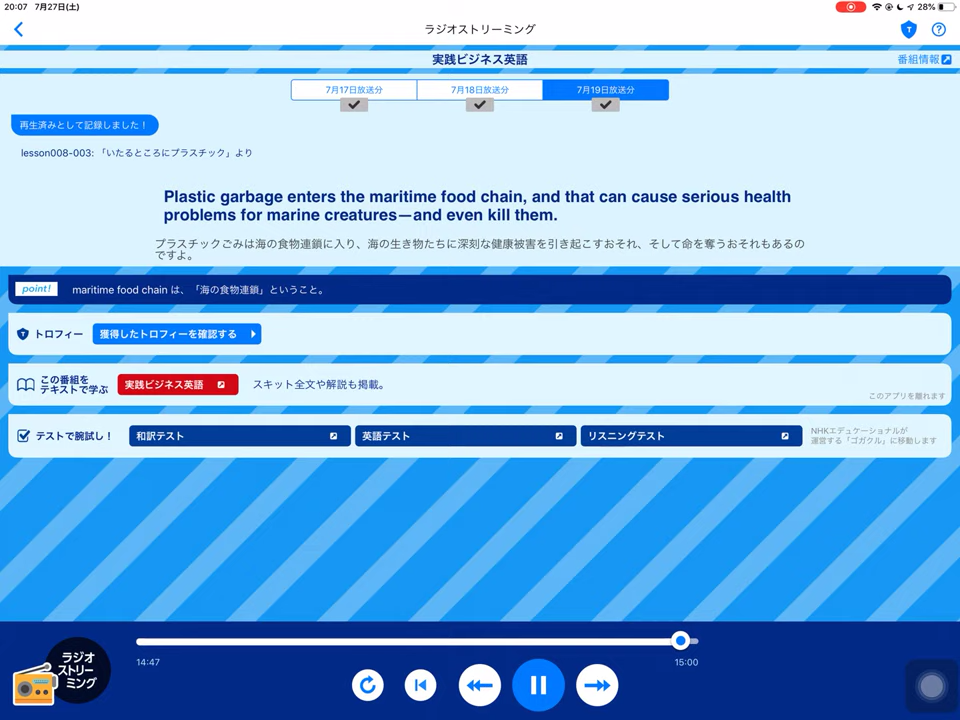 20:07 7月27日(土)
28%
ラジオストリーミング
実践ビジネス英語
番組情報
7月17日放送分
7月18日放送分
7月19日放送分
再生済みとして記録しました！
lesson008-003: 「いたるところにプラスチック」より
Plastic garbage enters the maritime food chain, and that can cause serious health
problems for marine creatures—and even kill them.
プラスチックごみは海の食物連鎖に入り、海の生き物たちに深刻な健康被害を引き起こすおそれ、そして命を奪うおそれもあるの
ですよ。
point! maritime food chain は、「海の食物連鎖」ということ。
トロフィー 獲得したトロフィーを確認する
この番組を
テキストで学ぶ
実践ビジネス英語
スキット全文や解説も掲載。
このアプリを離れます
テストで腕試し！
和訳テスト
英語テスト
リスニングテスト
NHKエデュケーショナルが
運営する「ゴガクル」に移動します
14:47
15:00
ラジオ
ストリー
ミング